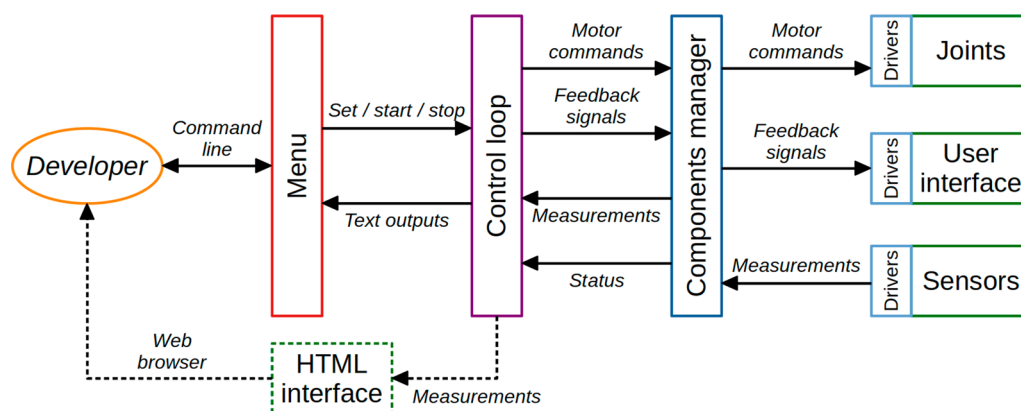 Developer
Command
line
Menu
Set / start / stop
Text outputs
Control loop
Motor
commands
Feedback
signals
Measurements
Status
Components manager
Motor
commands
Feedback
signals
Measurements
Drivers
Joints
Drivers
User
interface
Drivers
Sensors
Web
browser
HTML
interface
Measurements